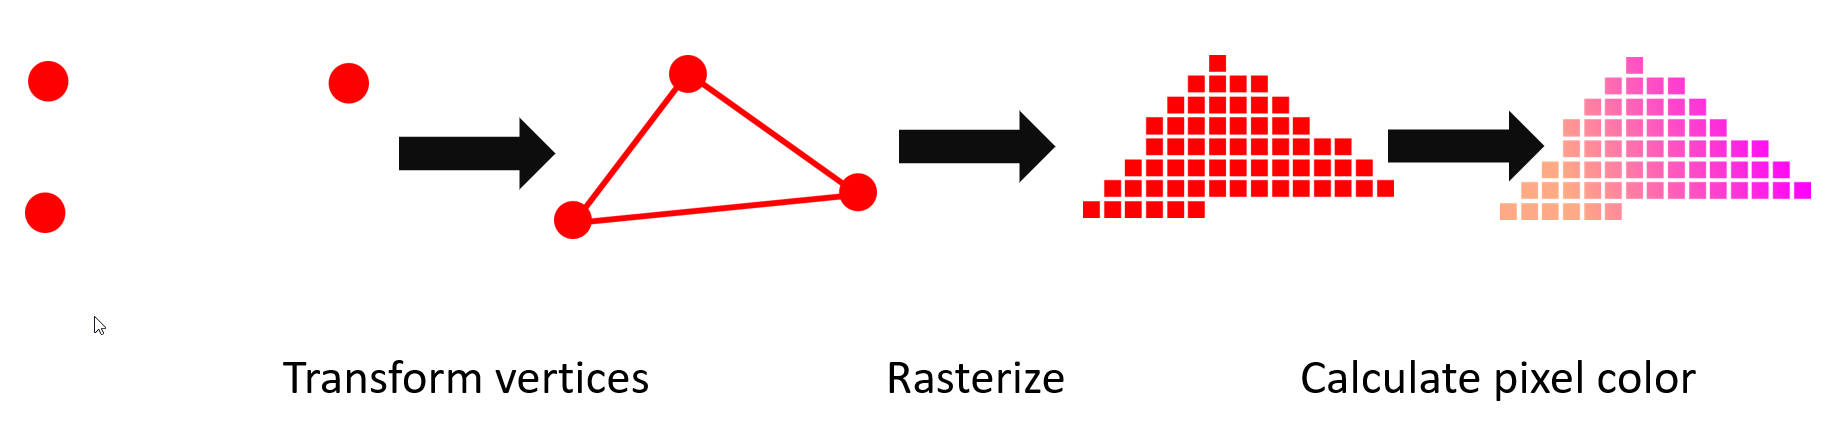 Transform vertices
Rasterize
Calculate pixel color